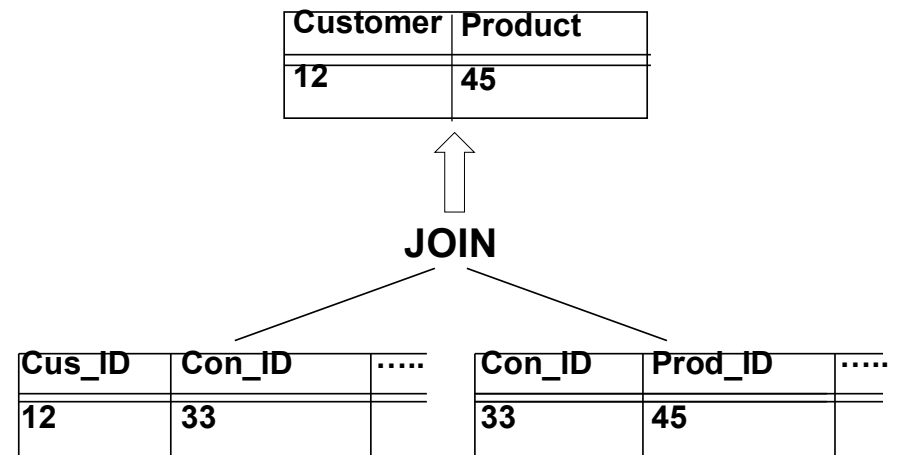 Customer Product
12 45
JOIN
Cus_ID Con_ID ..... Con_ID Prod_ID .....
12 33 33 45